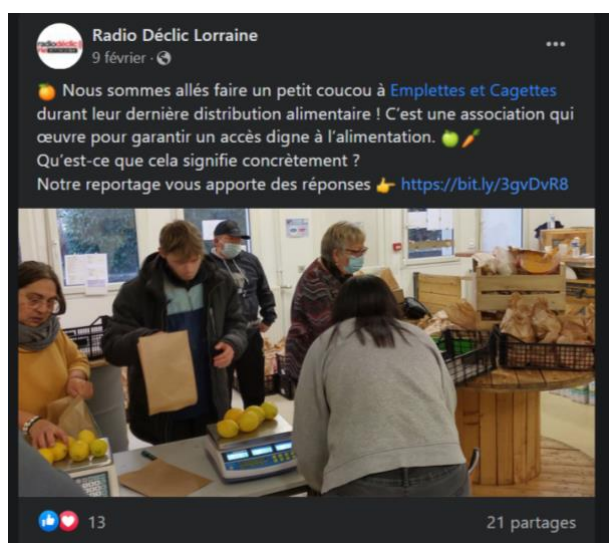 Radio Déclic Lorraine
9 février ·
🍊 Nous sommes allés faire un petit coucou à Emplettes et Cagettes
durant leur dernière distribution alimentaire ! C'est une association qui
œuvre pour garantir un accès digne à l'alimentation. 🍏🥕
Qu'est-ce que cela signifie concrètement ?
Notre reportage vous apporte des réponses 👉 https://bit.ly/3gvDvR8
13
21 partages